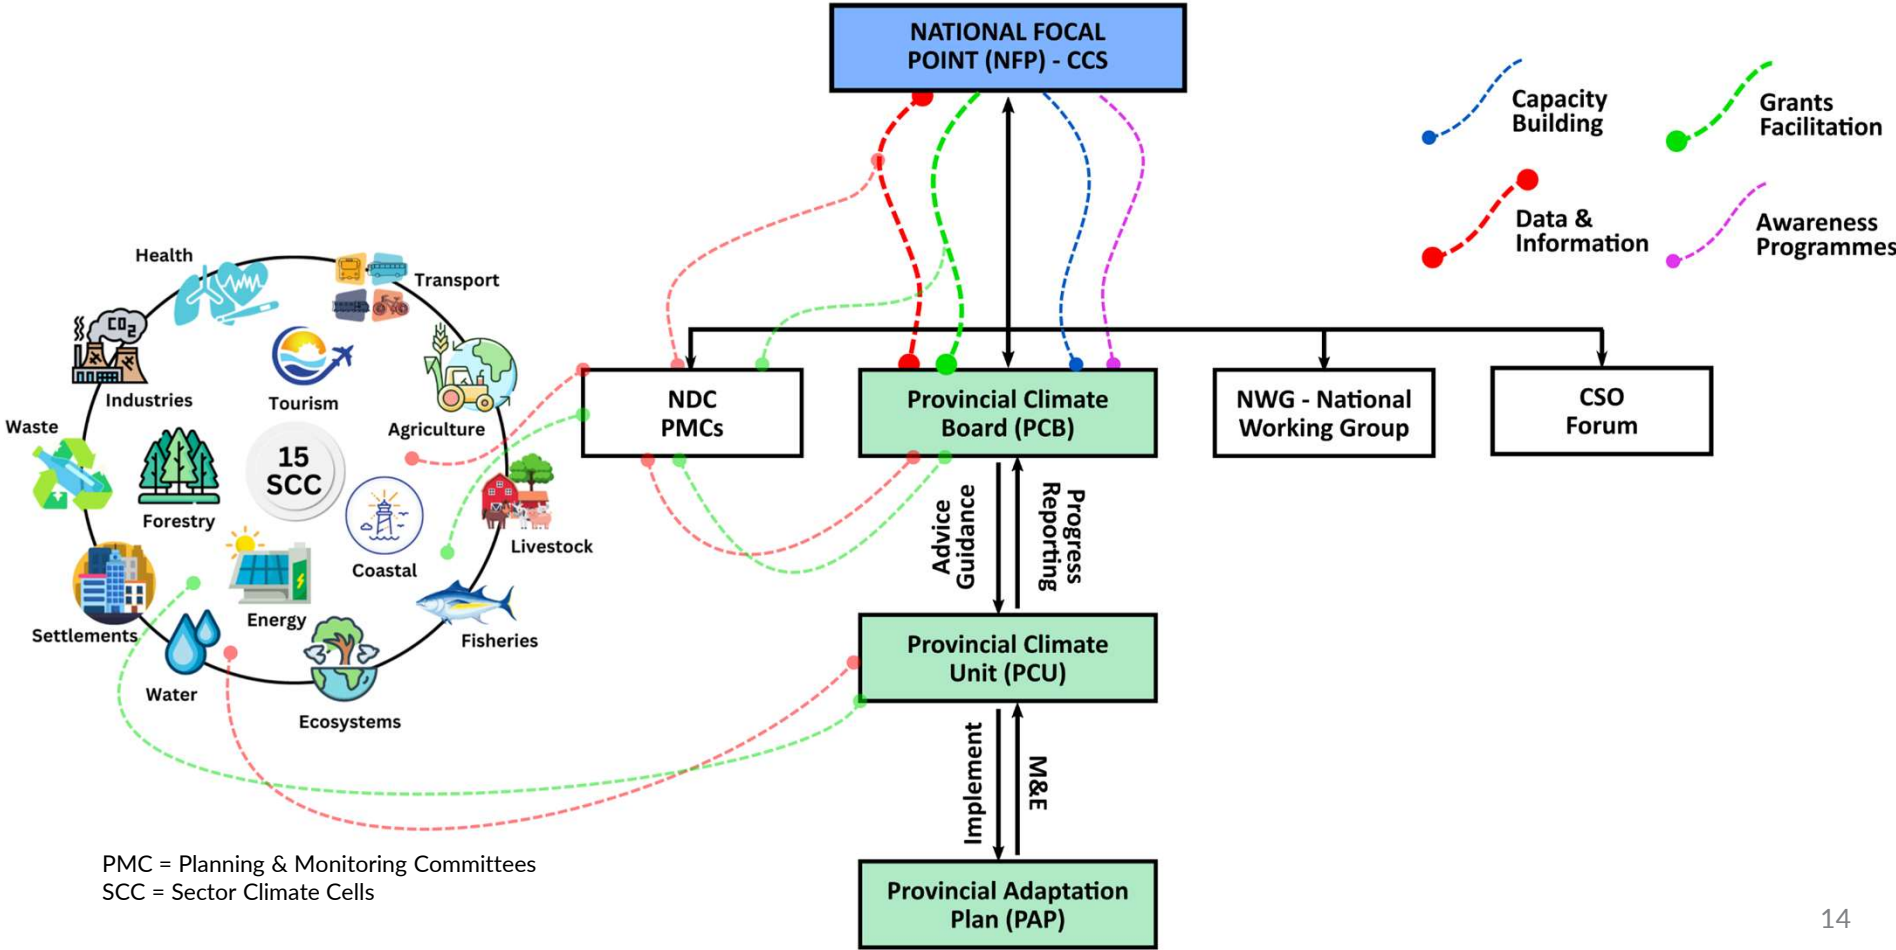 NATIONAL FOCAL
POINT (NFP) - CCS
Capacity
Building
Grants
Facilitation
Data &
Information
Awareness
Programmes
Health
Transport
CO2
Industries
Tourism
Agriculture
Waste
15
SCC
Forestry
Coastal
Livestock
Energy
Settlements
Fisheries
Water
Ecosystems
NDC
PMCs
Provincial Climate
Board (PCB)
NWG - National
Working Group
CSO
Forum
Advice
Guidance
Progress
Reporting
Provincial Climate
Unit (PCU)
Implement
M&E
Provincial Adaptation
Plan (PAP)
PMC = Planning & Monitoring Committees
SCC = Sector Climate Cells
14